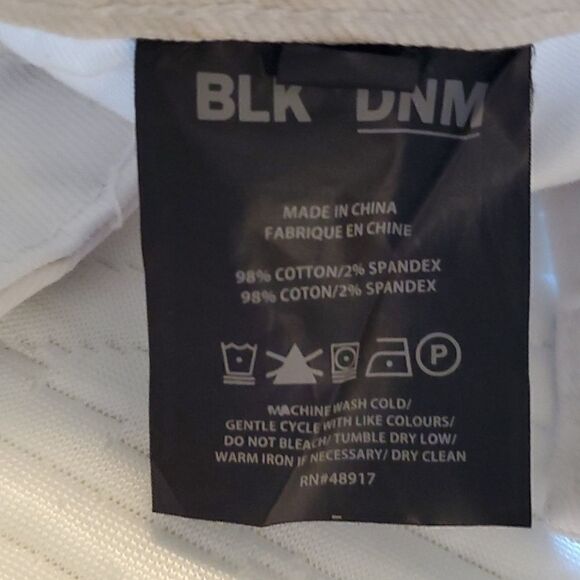 BLK DNM
MADE IN CHINA
FABRIQUE EN CHINE
98% COTTON/2% SPANDEX
98% COTON/2% SPANDEX
P
MACHINE WASH COLD/
GENTLE CYCLE WITH LIKE COLOURS/
DO NOT BLEACH/ TUMBLE DRY LOW/
WARM IRON IF NECESSARY/ DRY CLEAN
RN#48917